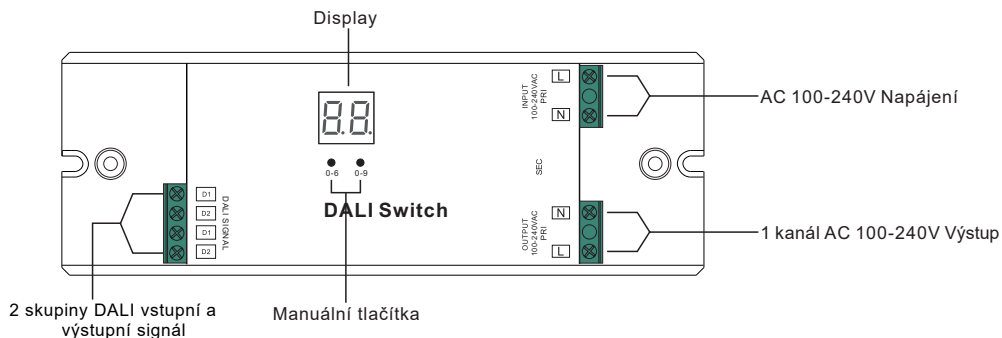 Display
8.8.
0-6 0-9
DALI Switch
Manuální tlačítka
D1
D2
D1
D2
DALI SIGNAL
2 skupiny DALI vstupní a
výstupní signál
L
N
INPUT
100-240VAC
PRI
AC 100-240V Napájení
SEC
N
L
OUTPUT
100-240VAC
PRI
1 kanál AC 100-240V Výstup